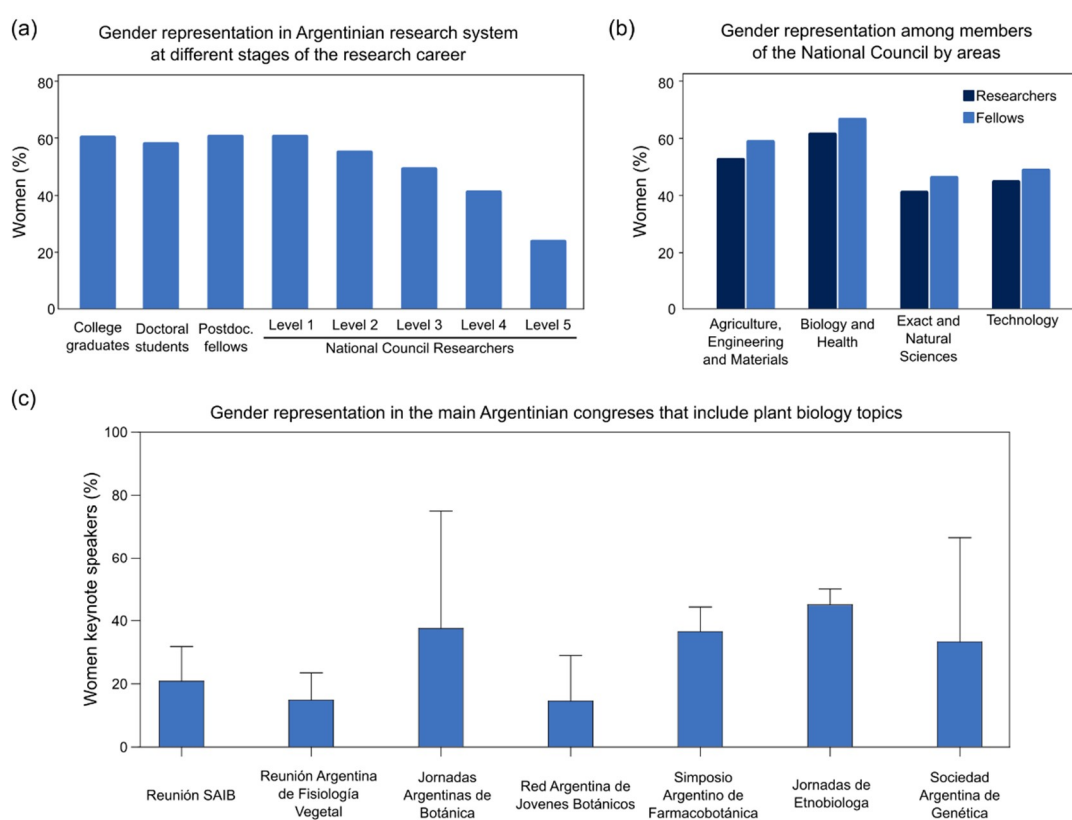 (a)
Gender representation in Argentinian research system
at different stages of the research career
Women (%)
80
60
40
20
0
College
graduates
Doctoral
students
Postdoc.
fellows
Level 1
Level 2
Level 3
Level 4
Level 5
National Council Researchers
(b)
Gender representation among members
of the National Council by areas
Researchers
Fellows
Women (%)
80
60
40
20
0
Agriculture,
Engineering
and Materials
Biology and
Health
Exact and
Natural
Sciences
Technology
(c)
Gender representation in the main Argentinian congreses that include plant biology topics
Women keynote speakers (%)
100
80
60
40
20
0
Reunión SAIB
Reunión Argentina
de Fisiología
Vegetal
Jornadas
Argentinas de
Botánica
Red Argentina de
Jovenes Botánicos
Simposio
Argentino de
Farmacobotánica
Jornadas de
Etnobiologa
Sociedad
Argentina de
Genética